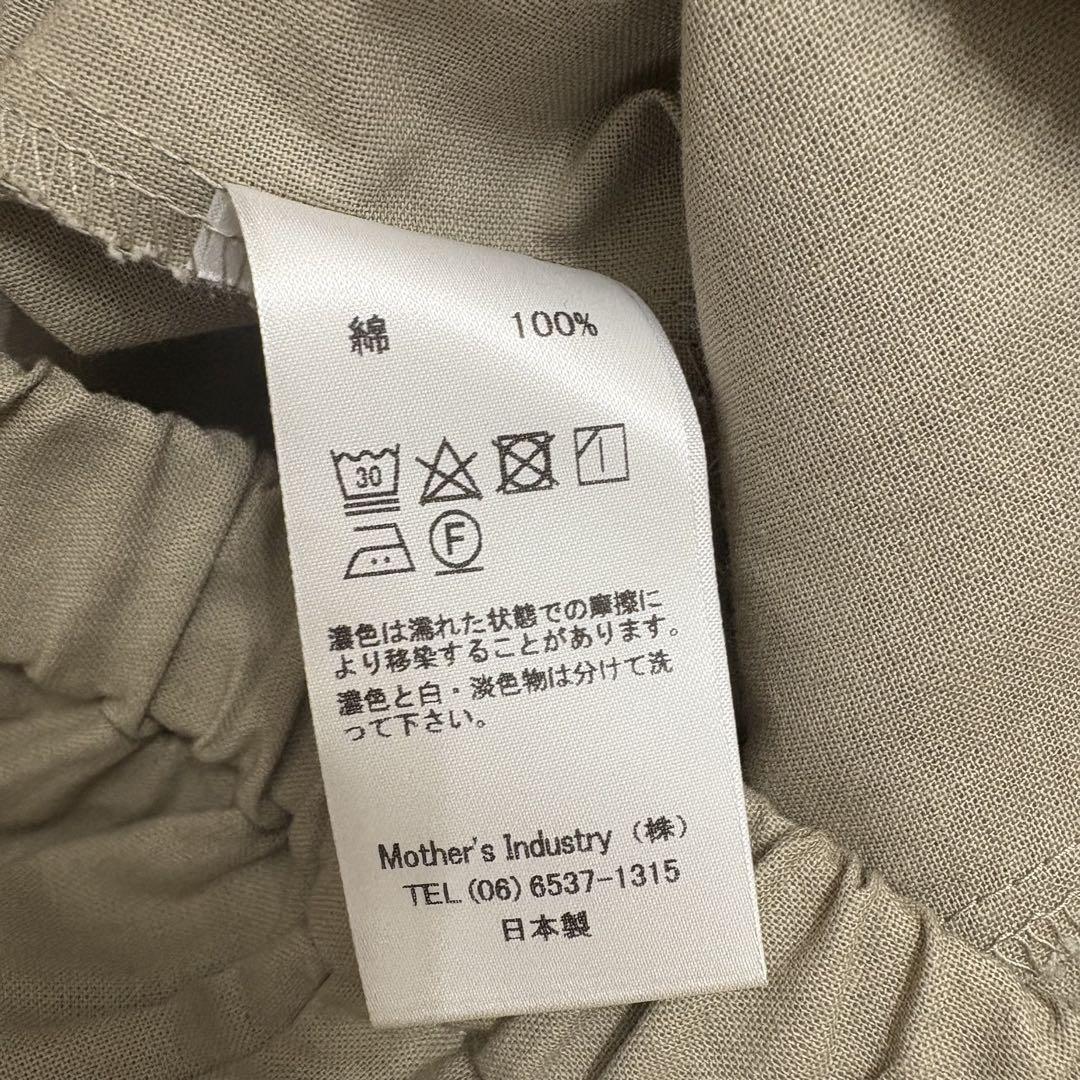 綿 100%
30
F
濃色は濡れた状態での摩擦に
より移染することがあります。
濃色と白・淡色物は分けて洗
って下さい。
Mother's Industry (株)
TEL(06)6537-1315
日本製